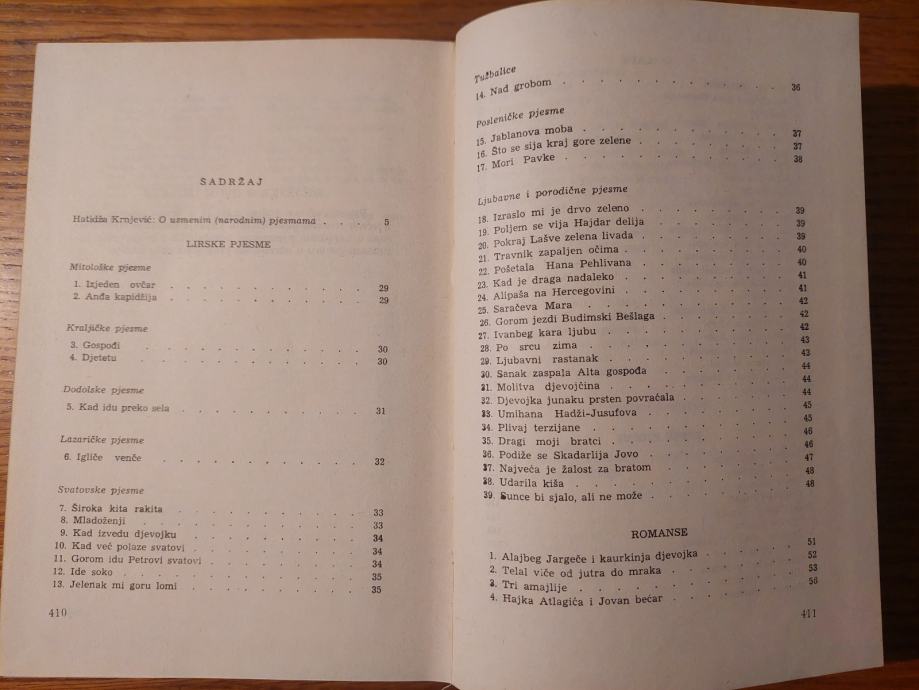 SADRŽAJ
Hatidža Krnjević: O usmenim (narodnim) pjesmama . . . . 5
LIRSKE PJESME
Mitološke pjesme
1. Izjeden ovčar . . . . . . . . . . . 29
2. Anđa kapidžija . . . . . . . . . . . 29
Kraljičke pjesme
3. Gospođi . . . . . . . . . . . 30
4. Djetetu . . . . . . . . . . . 30
Dodolske pjesme
5. Kad idu preko sela . . . . . . . . . . 31
Lazaričke pjesme
6. Igliče venče . . . . . . . . . . . 32
Svatovske pjesme
7. Široka kita rakita . . . . . . . . . . 33
8. Mladoženji . . . . . . . . . . . 33
9. Kad izvedu djevojku . . . . . . . . . 34
10. Kad već polaze svatovi . . . . . . . . . 34
11. Gorom idu Petrovi svatovi . . . . . . . . 34
12. Ide soko . . . . . . . . . . . . 35
13. Jelenak mi goru lomi . . . . . . . . . 35
410
Tužbalice
14. Nad grobom . . . . . . . . . . . 36
Posleničke pjesme
15. Jablanova moba . . . . . . . . . . 37
16. Što se sija kraj gore zelene . . . . . . . . 37
17. Mori Pavke . . . . . . . . . . . 38
Ljubavne i porodične pjesme
18. Izraslo mi je drvo zeleno . . . . . . . . 39
19. Poljem se vija Hajdar delija . . . . . . . . 39
20. Pokraj Lašve zelena livada . . . . . . . . 39
21. Travnik zapaljen očima . . . . . . . . . 40
22. Pošetala Hana Pehlivana . . . . . . . . 40
23. Kad je draga nadaleko . . . . . . . . . 41
24. Alipaša na Hercegovini . . . . . . . . . 41
25. Saračeva Mara . . . . . . . . . . 42
26. Gorom jezdi Budimski Bešlaga . . . . . . . 42
27. Ivanbeg kara ljubu . . . . . . . . . 42
28. Po srcu zima . . . . . . . . . . 43
29. Ljubavni rastanak . . . . . . . . . 43
30. Sanak zaspala Alta gospođa . . . . . . . 44
31. Molitva djevojčina . . . . . . . . . 44
32. Djevojka junaku prsten povraćala . . . . . . 45
33. Umihana Hadži-Jusufova . . . . . . . . 45
34. Plivaj terzijane . . . . . . . . . . 46
35. Dragi moji bratci . . . . . . . . . 46
36. Podiže se Skadarlija Jovo . . . . . . . . 47
37. Najveća je žalost za bratom . . . . . . . 48
38. Udarila kiša . . . . . . . . . . 48
39. Sunce bi sjalo, ali ne može . . . . . . . .
ROMANSE
1. Alajbeg Jargeče i kaurkinja djevojka . . . . . 51
2. Telal viče od jutra do mraka . . . . . . . 52
3. Tri amajlije . . . . . . . . . . . 53
4. Hajka Atlagića i Jovan bećar . . . . . . . 56
411